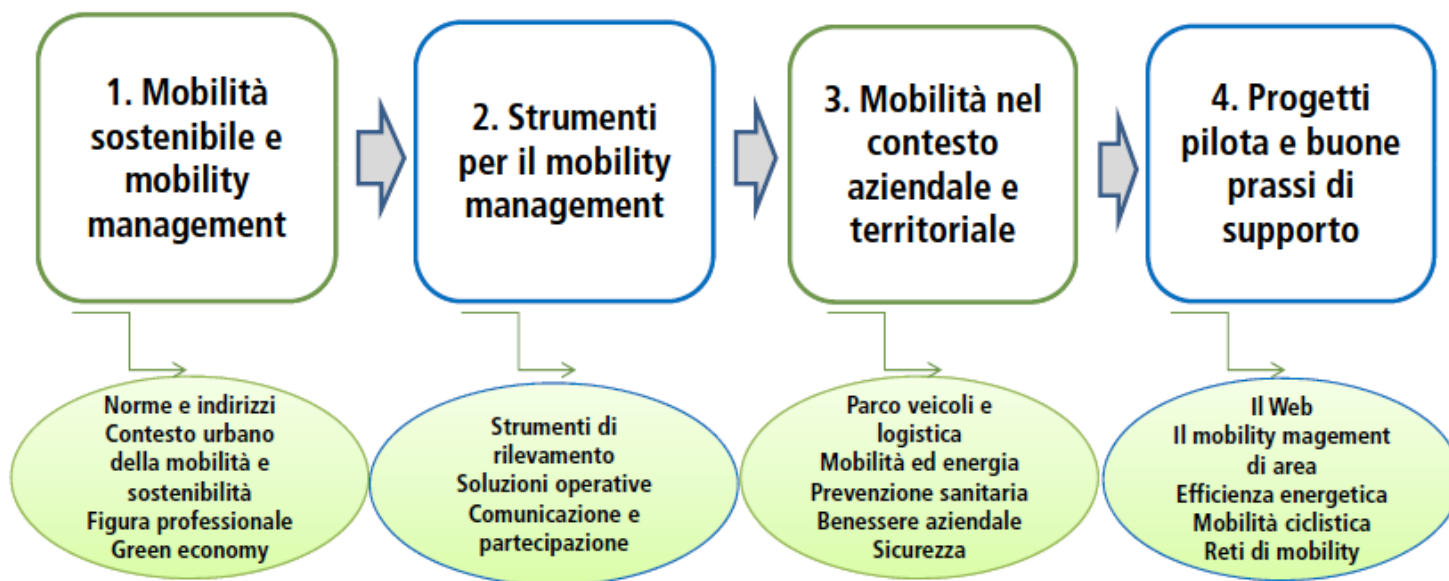 1. Mobilità
sostenibile e
mobility
management
2. Strumenti
per il mobility
management
3. Mobilità nel
contesto
aziendale e
territoriale
4. Progetti
pilota e buone
prassi di
supporto
Norme e indirizzi
Contesto urbano
della mobilità e
sostenibilità
Figura professionale
Green economy
Strumenti di
rilevamento
Soluzioni operative
Comunicazione e
partecipazione
Parco veicoli e
logistica
Mobilità ed energia
Prevenzione sanitaria
Benessere aziendale
Sicurezza
Il Web
Il mobility magement
di area
Efficienza energetica
Mobilità ciclistica
Reti di mobility